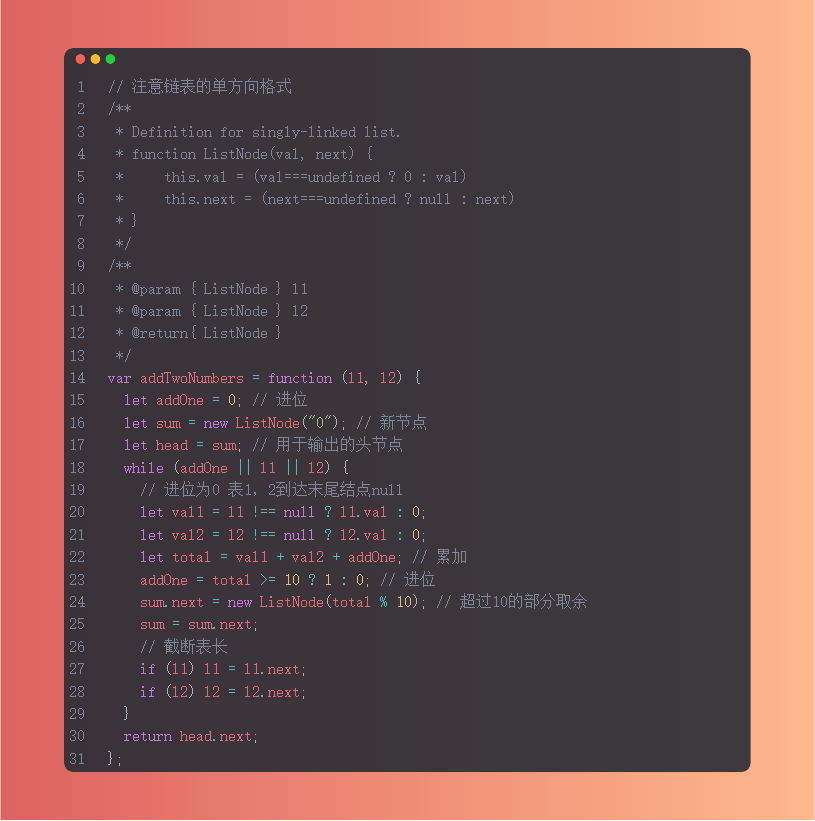 1 // 注意链表的单方向格式
2 /**
3  * Definition for singly-linked list.
4  * function ListNode(val, next) {
5  *     this.val = (val===undefined ? 0 : val)
6  *     this.next = (next===undefined ? null : next)
7  * }
8  */
9 /**
10  * @param { ListNode } l1
11  * @param { ListNode } l2
12  * @return{ ListNode }
13  */
14 var addTwoNumbers = function (l1, l2) {
15   let addOne = 0; // 进位
16   let sum = new ListNode("0"); // 新节点
17   let head = sum; // 用于输出的头节点
18   while (addOne || l1 || l2) {
19     // 进位为0 表1, 2到达末尾结点null
20     let val1 = l1 !== null ? l1.val : 0;
21     let val2 = l2 !== null ? l2.val : 0;
22     let total = val1 + val2 + addOne; // 累加
23     addOne = total >= 10 ? 1 : 0; // 进位
24     sum.next = new ListNode(total % 10); // 超过10的部分取余
25     sum = sum.next;
26     // 截断表长
27     if (l1) l1 = l1.next;
28     if (l2) l2 = l2.next;
29   }
30   return head.next;
31 };